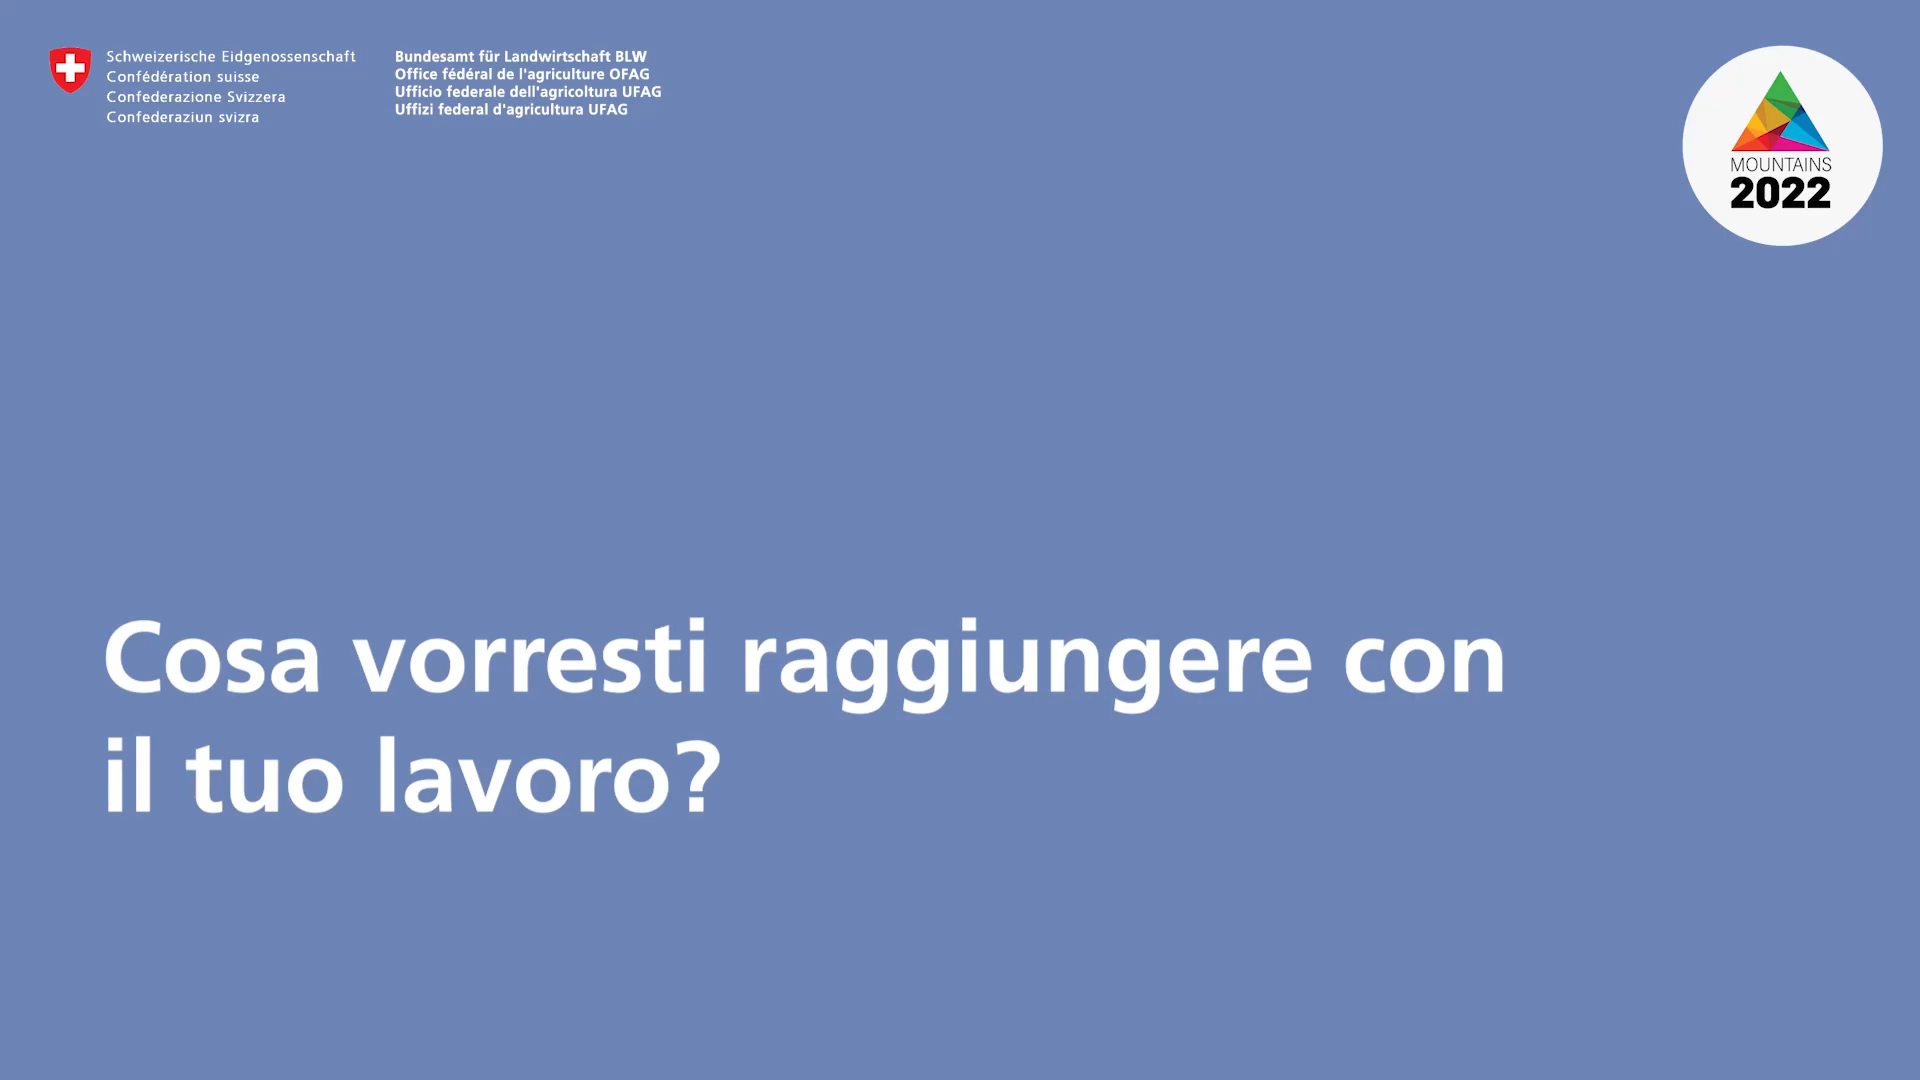 Schweizerische Eidgenossenschaft
Confédération suisse
Confederazione Svizzera
Confederaziun svizra
Bundesamt für Landwirtschaft BLW
Office fédéral de l'agriculture OFAG
Ufficio federale dell'agricoltura UFAG
Uffizi federal d'agricultura UFAG
MOUNTAINS
2022
Cosa vorresti raggiungere con
il tuo lavoro?